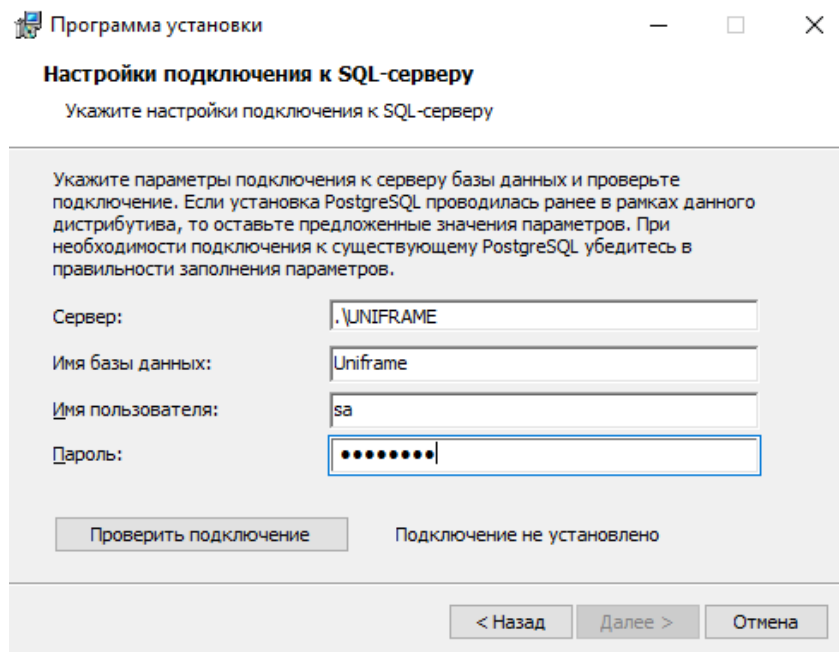 Программа установки
Настройки подключения к SQL-серверу
Укажите настройки подключения к SQL-серверу
Укажите параметры подключения к серверу базы данных и проверьте
подключение. Если установка PostgreSQL проводилась ранее в рамках данного
дистрибутива, то оставьте предложенные значения параметров. При
необходимости подключения к существующему PostgreSQL убедитесь в
правильности заполнения параметров.
Сервер: .\UNIFRAME
Имя базы данных: Uniframe
Имя пользователя: sa
Пароль: ●●●●●●●●
Проверить подключение Подключение не установлено
< Назад Далее > Отмена